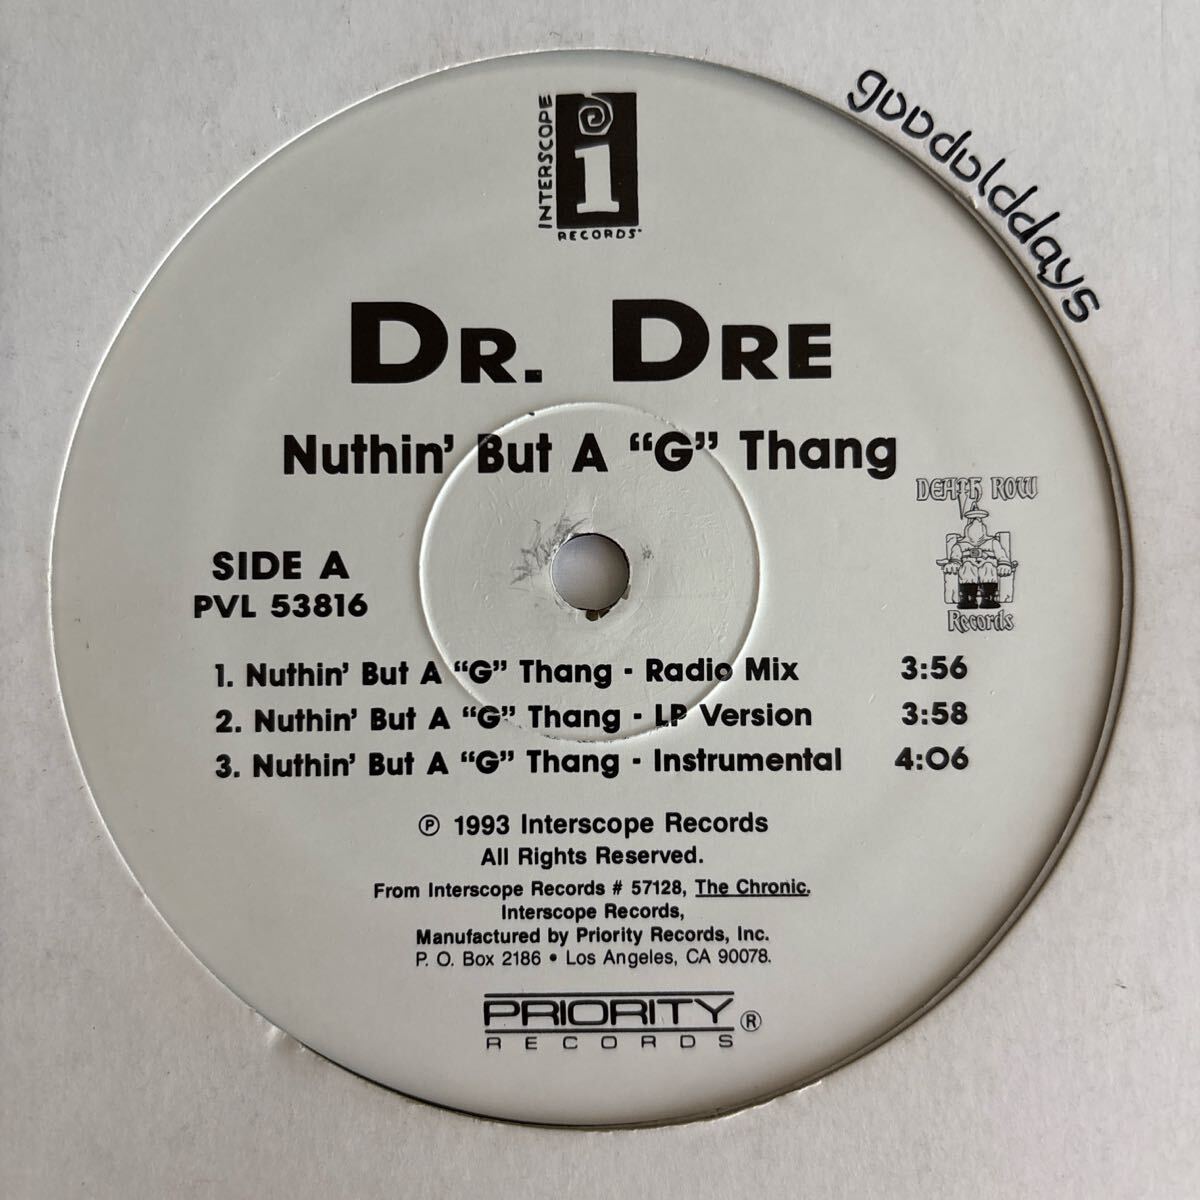 INTERSCOPE
i
RECORDS
goodolddays
DR. DRE
Nuthin' But A “G” Thang
DEATH ROW
Records
SIDE A
PVL 53816
1. Nuthin' But A “G” Thang - Radio Mix 3:56
2. Nuthin' But A “G” Thang - LP Version 3:58
3. Nuthin' But A “G” Thang - Instrumental 4:06
℗ 1993 Interscope Records
All Rights Reserved.
From Interscope Records # 57128, The Chronic.
Interscope Records,
Manufactured by Priority Records, Inc.
P. O. Box 2186 • Los Angeles, CA 90078.
PRIORITY ®
RECORDS